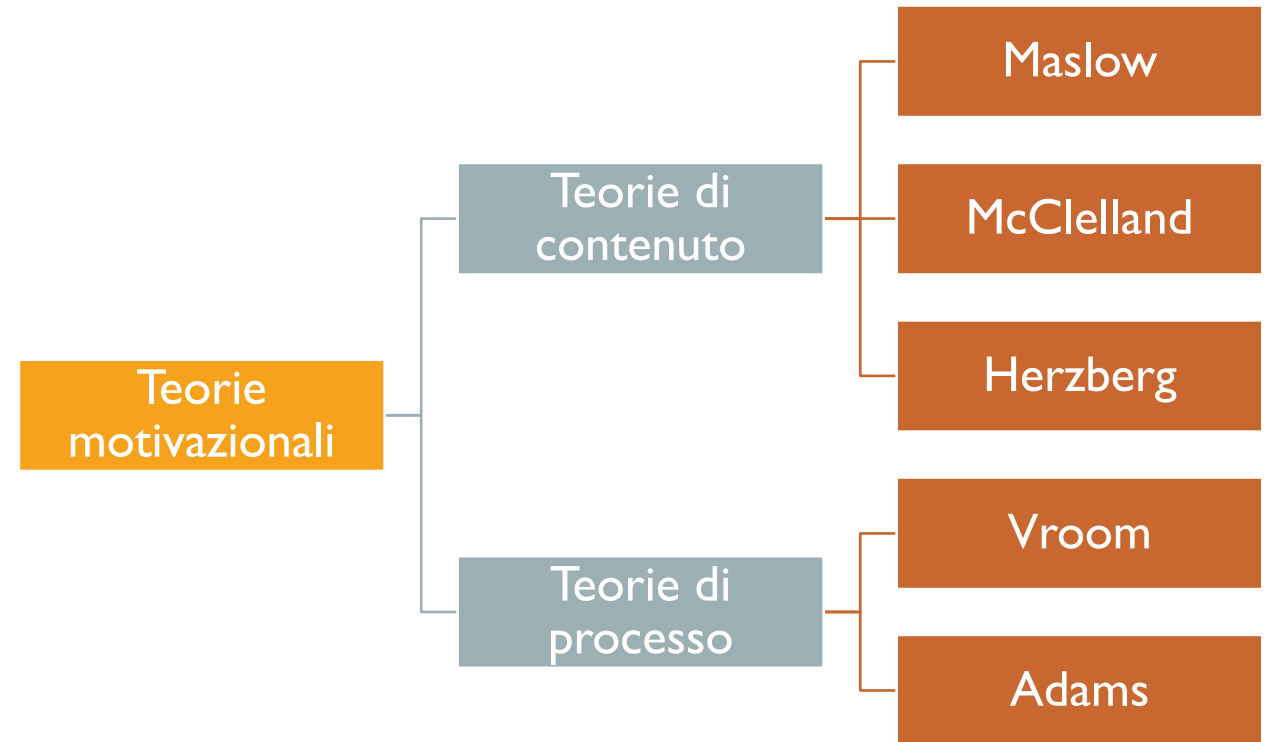 Teorie
motivazionali
Teorie di
contenuto
Maslow
McClelland
Herzberg
Teorie di
processo
Vroom
Adams